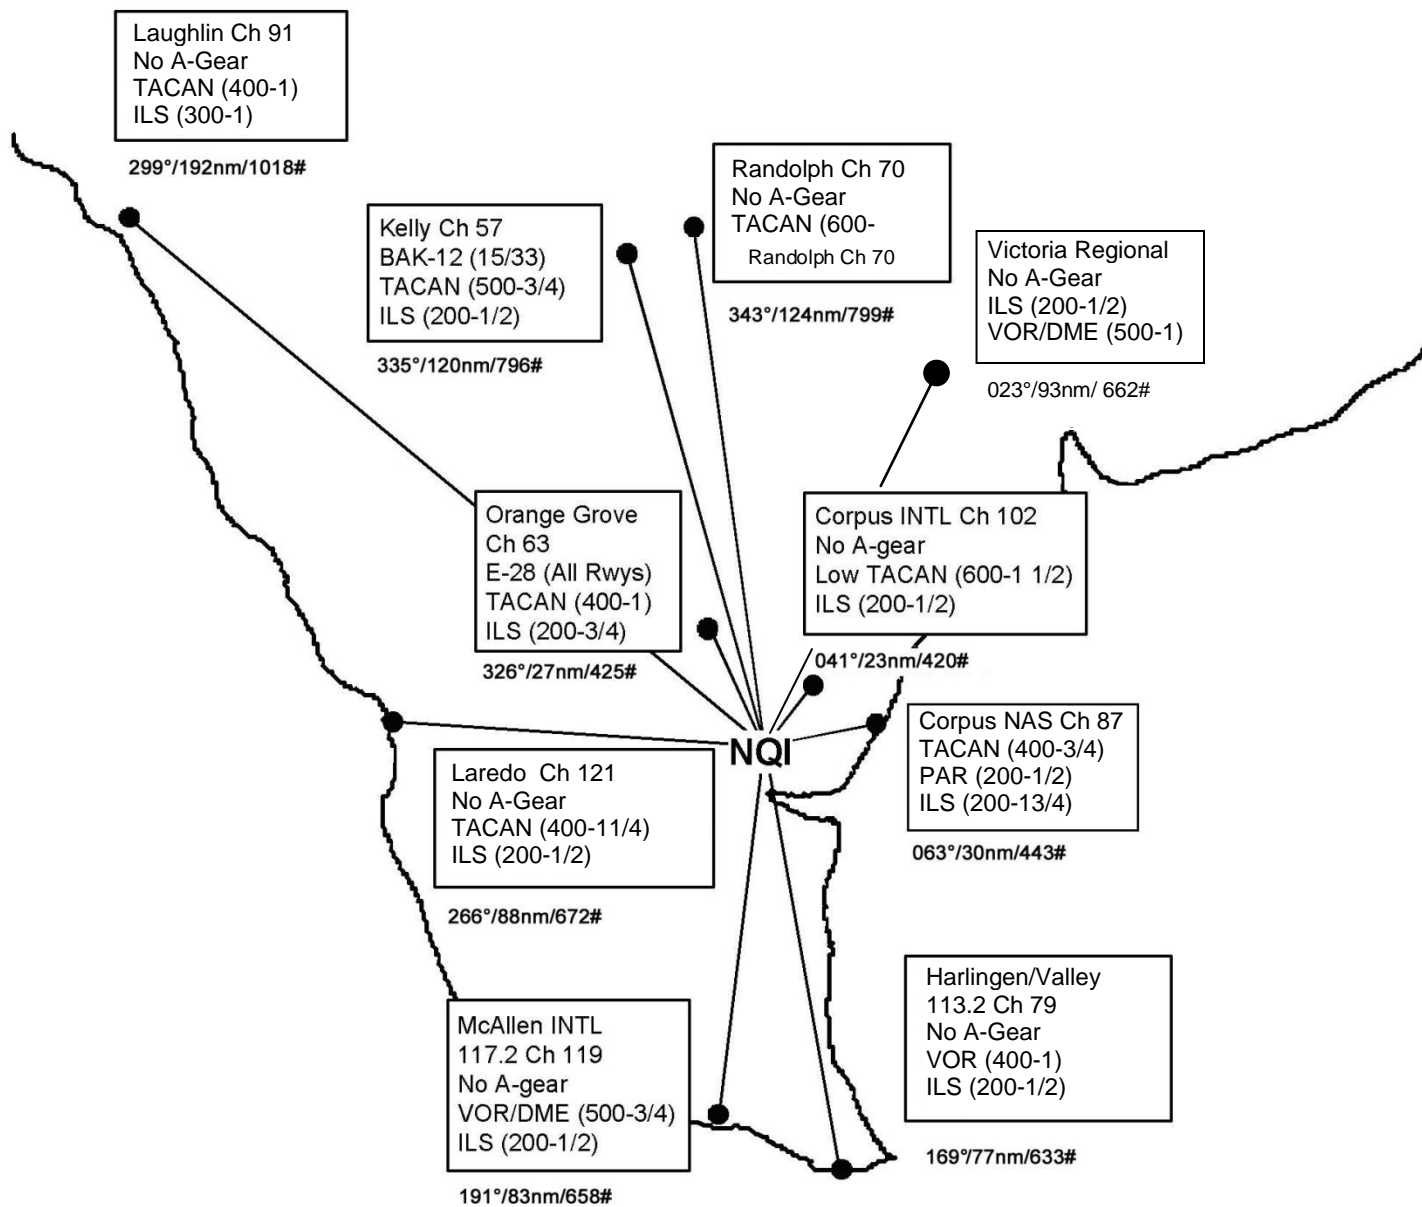 Laughlin Ch 91
No A-Gear
TACAN (400-1)
ILS (300-1)
299°/192nm/1018#
Kelly Ch 57
BAK-12 (15/33)
TACAN (500-3/4)
ILS (200-1/2)
335°/120nm/796#
Randolph Ch 70
No A-Gear
TACAN (600-
Randolph Ch 70
343°/124nm/799#
Victoria Regional
No A-Gear
ILS (200-1/2)
VOR/DME (500-1)
023°/93nm/ 662#
Orange Grove
Ch 63
E-28 (All Rwys)
TACAN (400-1)
ILS (200-3/4)
326°/27nm/425#
Corpus INTL Ch 102
No A-gear
Low TACAN (600-1 1/2)
ILS (200-1/2)
041°/23nm/420#
NQI
Corpus NAS Ch 87
TACAN (400-3/4)
PAR (200-1/2)
ILS (200-13/4)
063°/30nm/443#
Laredo Ch 121
No A-Gear
TACAN (400-11/4)
ILS (200-1/2)
266°/88nm/672#
McAllen INTL
117.2 Ch 119
No A-gear
VOR/DME (500-3/4)
ILS (200-1/2)
191°/83nm/658#
Harlingen/Valley
113.2 Ch 79
No A-Gear
VOR (400-1)
ILS (200-1/2)
169°/77nm/633#